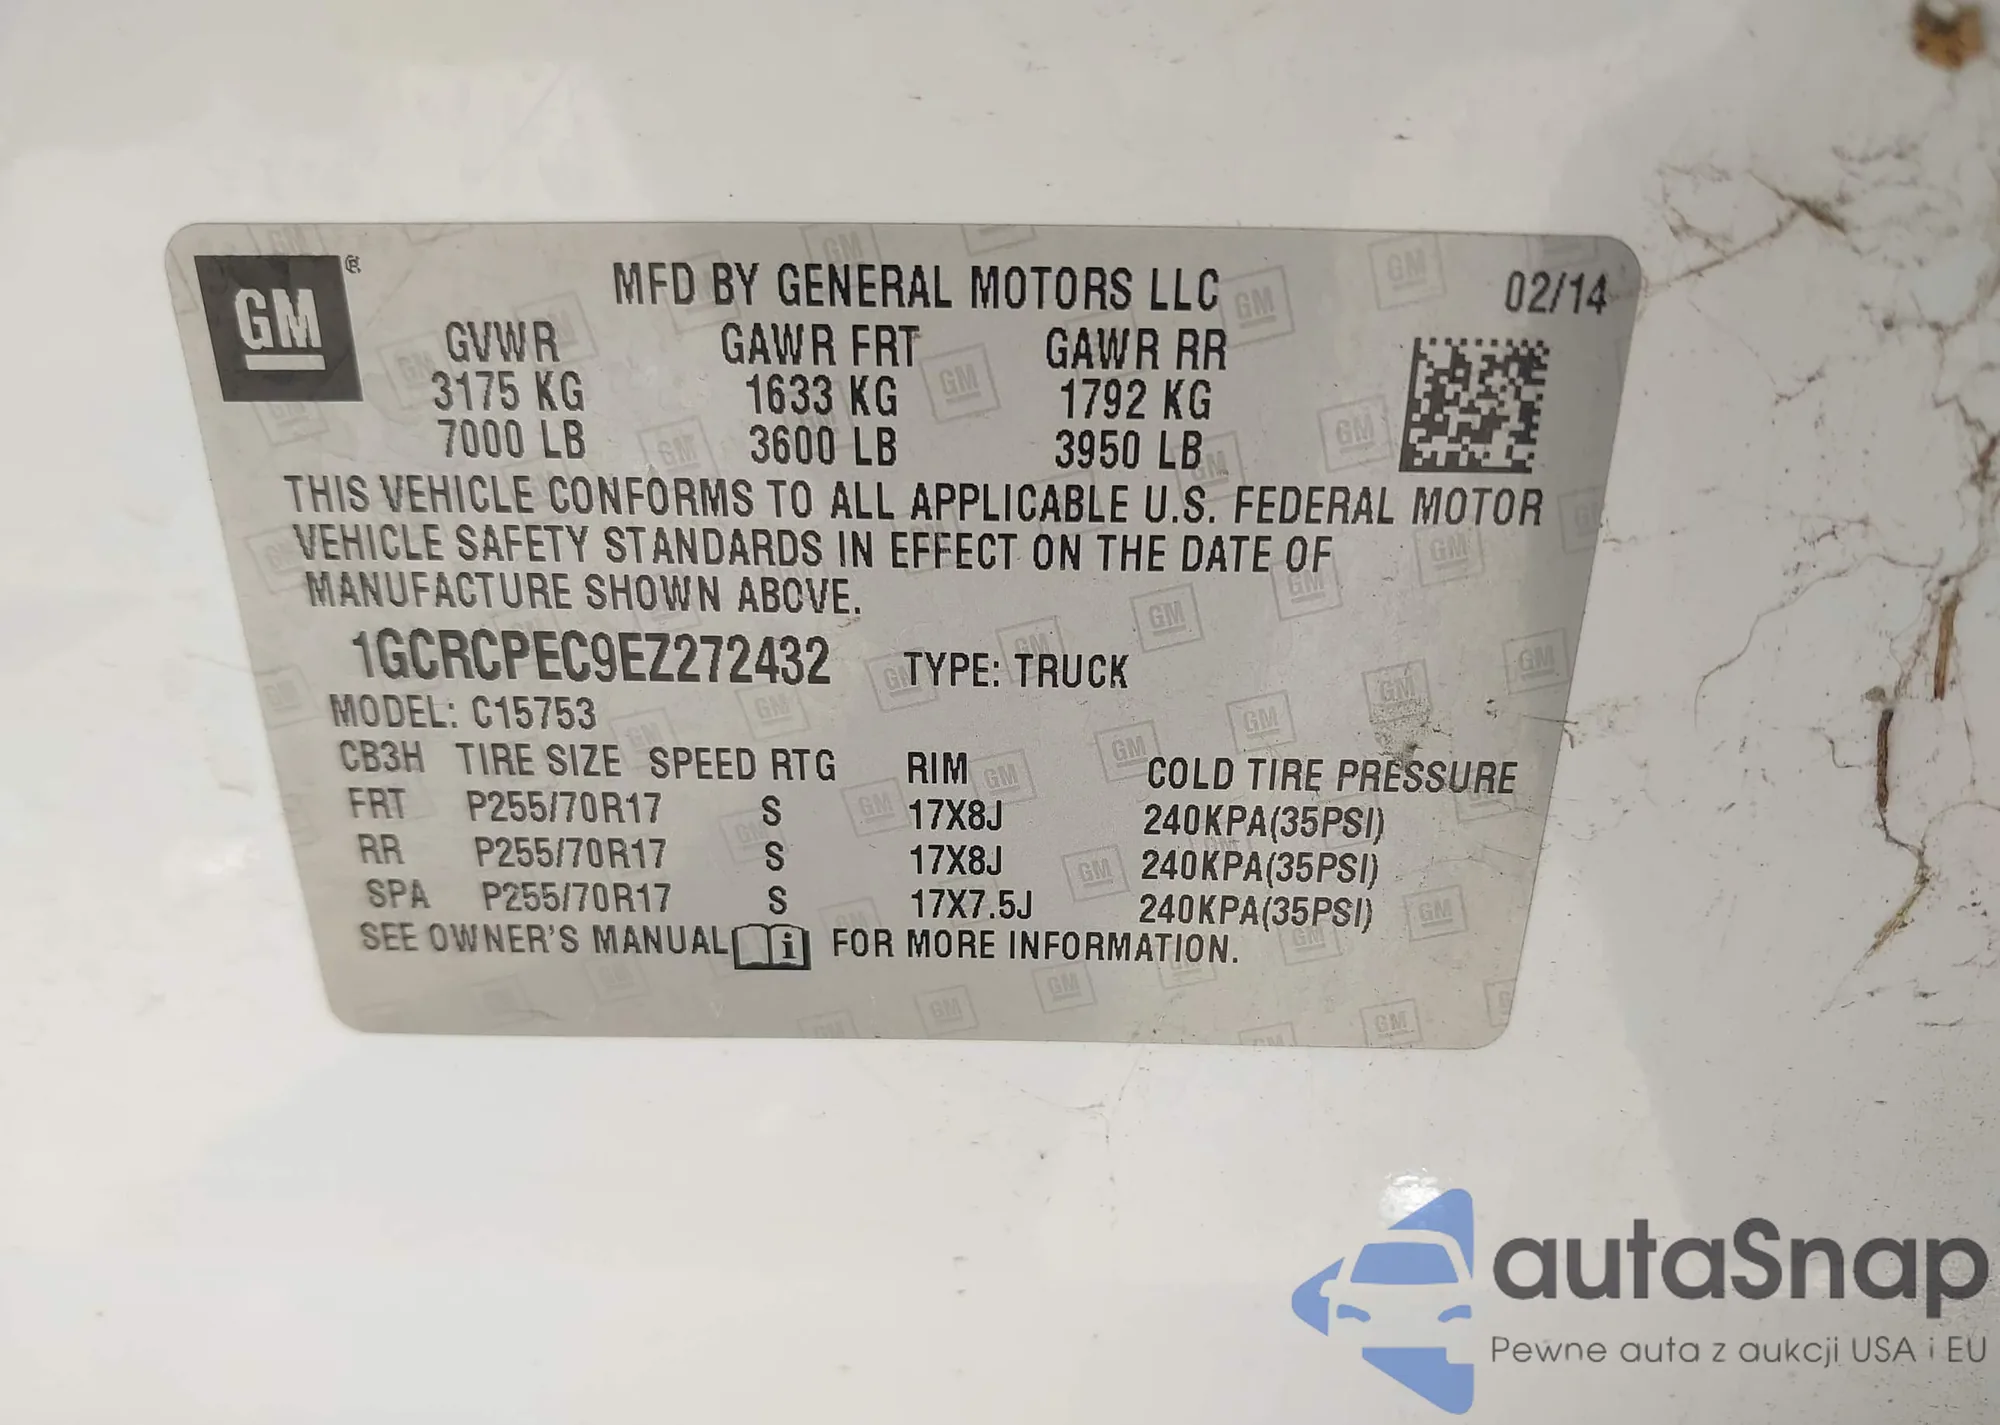 GM ®
MFD BY GENERAL MOTORS LLC 02/14
GVWR GAWR FRT GAWR RR
3175 KG 1633 KG 1792 KG
7000 LB 3600 LB 3950 LB
THIS VEHICLE CONFORMS TO ALL APPLICABLE U.S. FEDERAL MOTOR
VEHICLE SAFETY STANDARDS IN EFFECT ON THE DATE OF
MANUFACTURE SHOWN ABOVE.
1GCRCPEC9EZ272432 TYPE: TRUCK
MODEL: C15753
CB3H TIRE SIZE SPEED RTG RIM COLD TIRE PRESSURE
FRT P255/70R17 S 17X8J 240KPA(35PSI)
RR P255/70R17 S 17X8J 240KPA(35PSI)
SPA P255/70R17 S 17X7.5J 240KPA(35PSI)
SEE OWNER'S MANUAL i FOR MORE INFORMATION.
autaSnap
Pewne auta z aukcji USA i EU